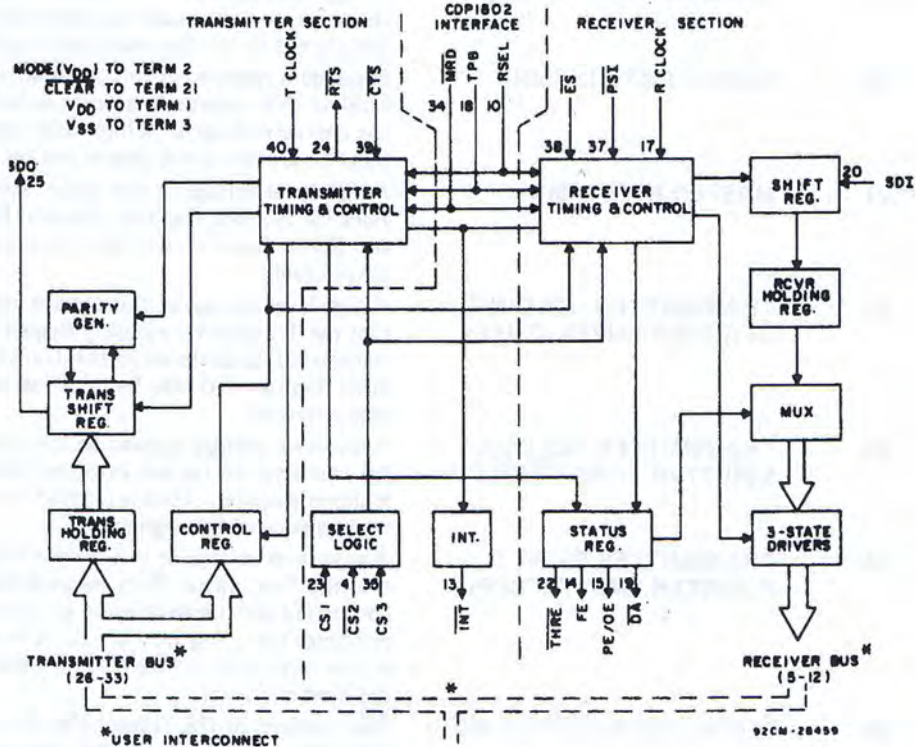 TRANSMITTER SECTION
CDP1802
INTERFACE
RECEIVER SECTION
T CLOCK
RTS
CTS
MRD
TPB
RSEL
ES
PSI
R CLOCK
MODE(VDD) TO TERM 2
CLEAR TO TERM 21
VDD TO TERM 1
VSS TO TERM 3
40
24
39
34
18
10
38
37
17
SDO
25
TRANSMITTER
TIMING & CONTROL
RECEIVER
TIMING & CONTROL
SHIFT
REG.
20
SDI
PARITY
GEN.
TRANS
SHIFT
REG.
RCVR
HOLDING
REG.
MUX
TRANS
HOLDING
REG.
CONTROL
REG.
SELECT
LOGIC
INT.
STATUS
REG.
3-STATE
DRIVERS
23
4
36
13
22
14
15
19
CS1
CS2
CS3
INT
THRE
FE
PE/OE
DA
TRANSMITTER BUS*
(26-33)
RECEIVER BUS*
(5-12)
*
*USER INTERCONNECT
92CM-28459